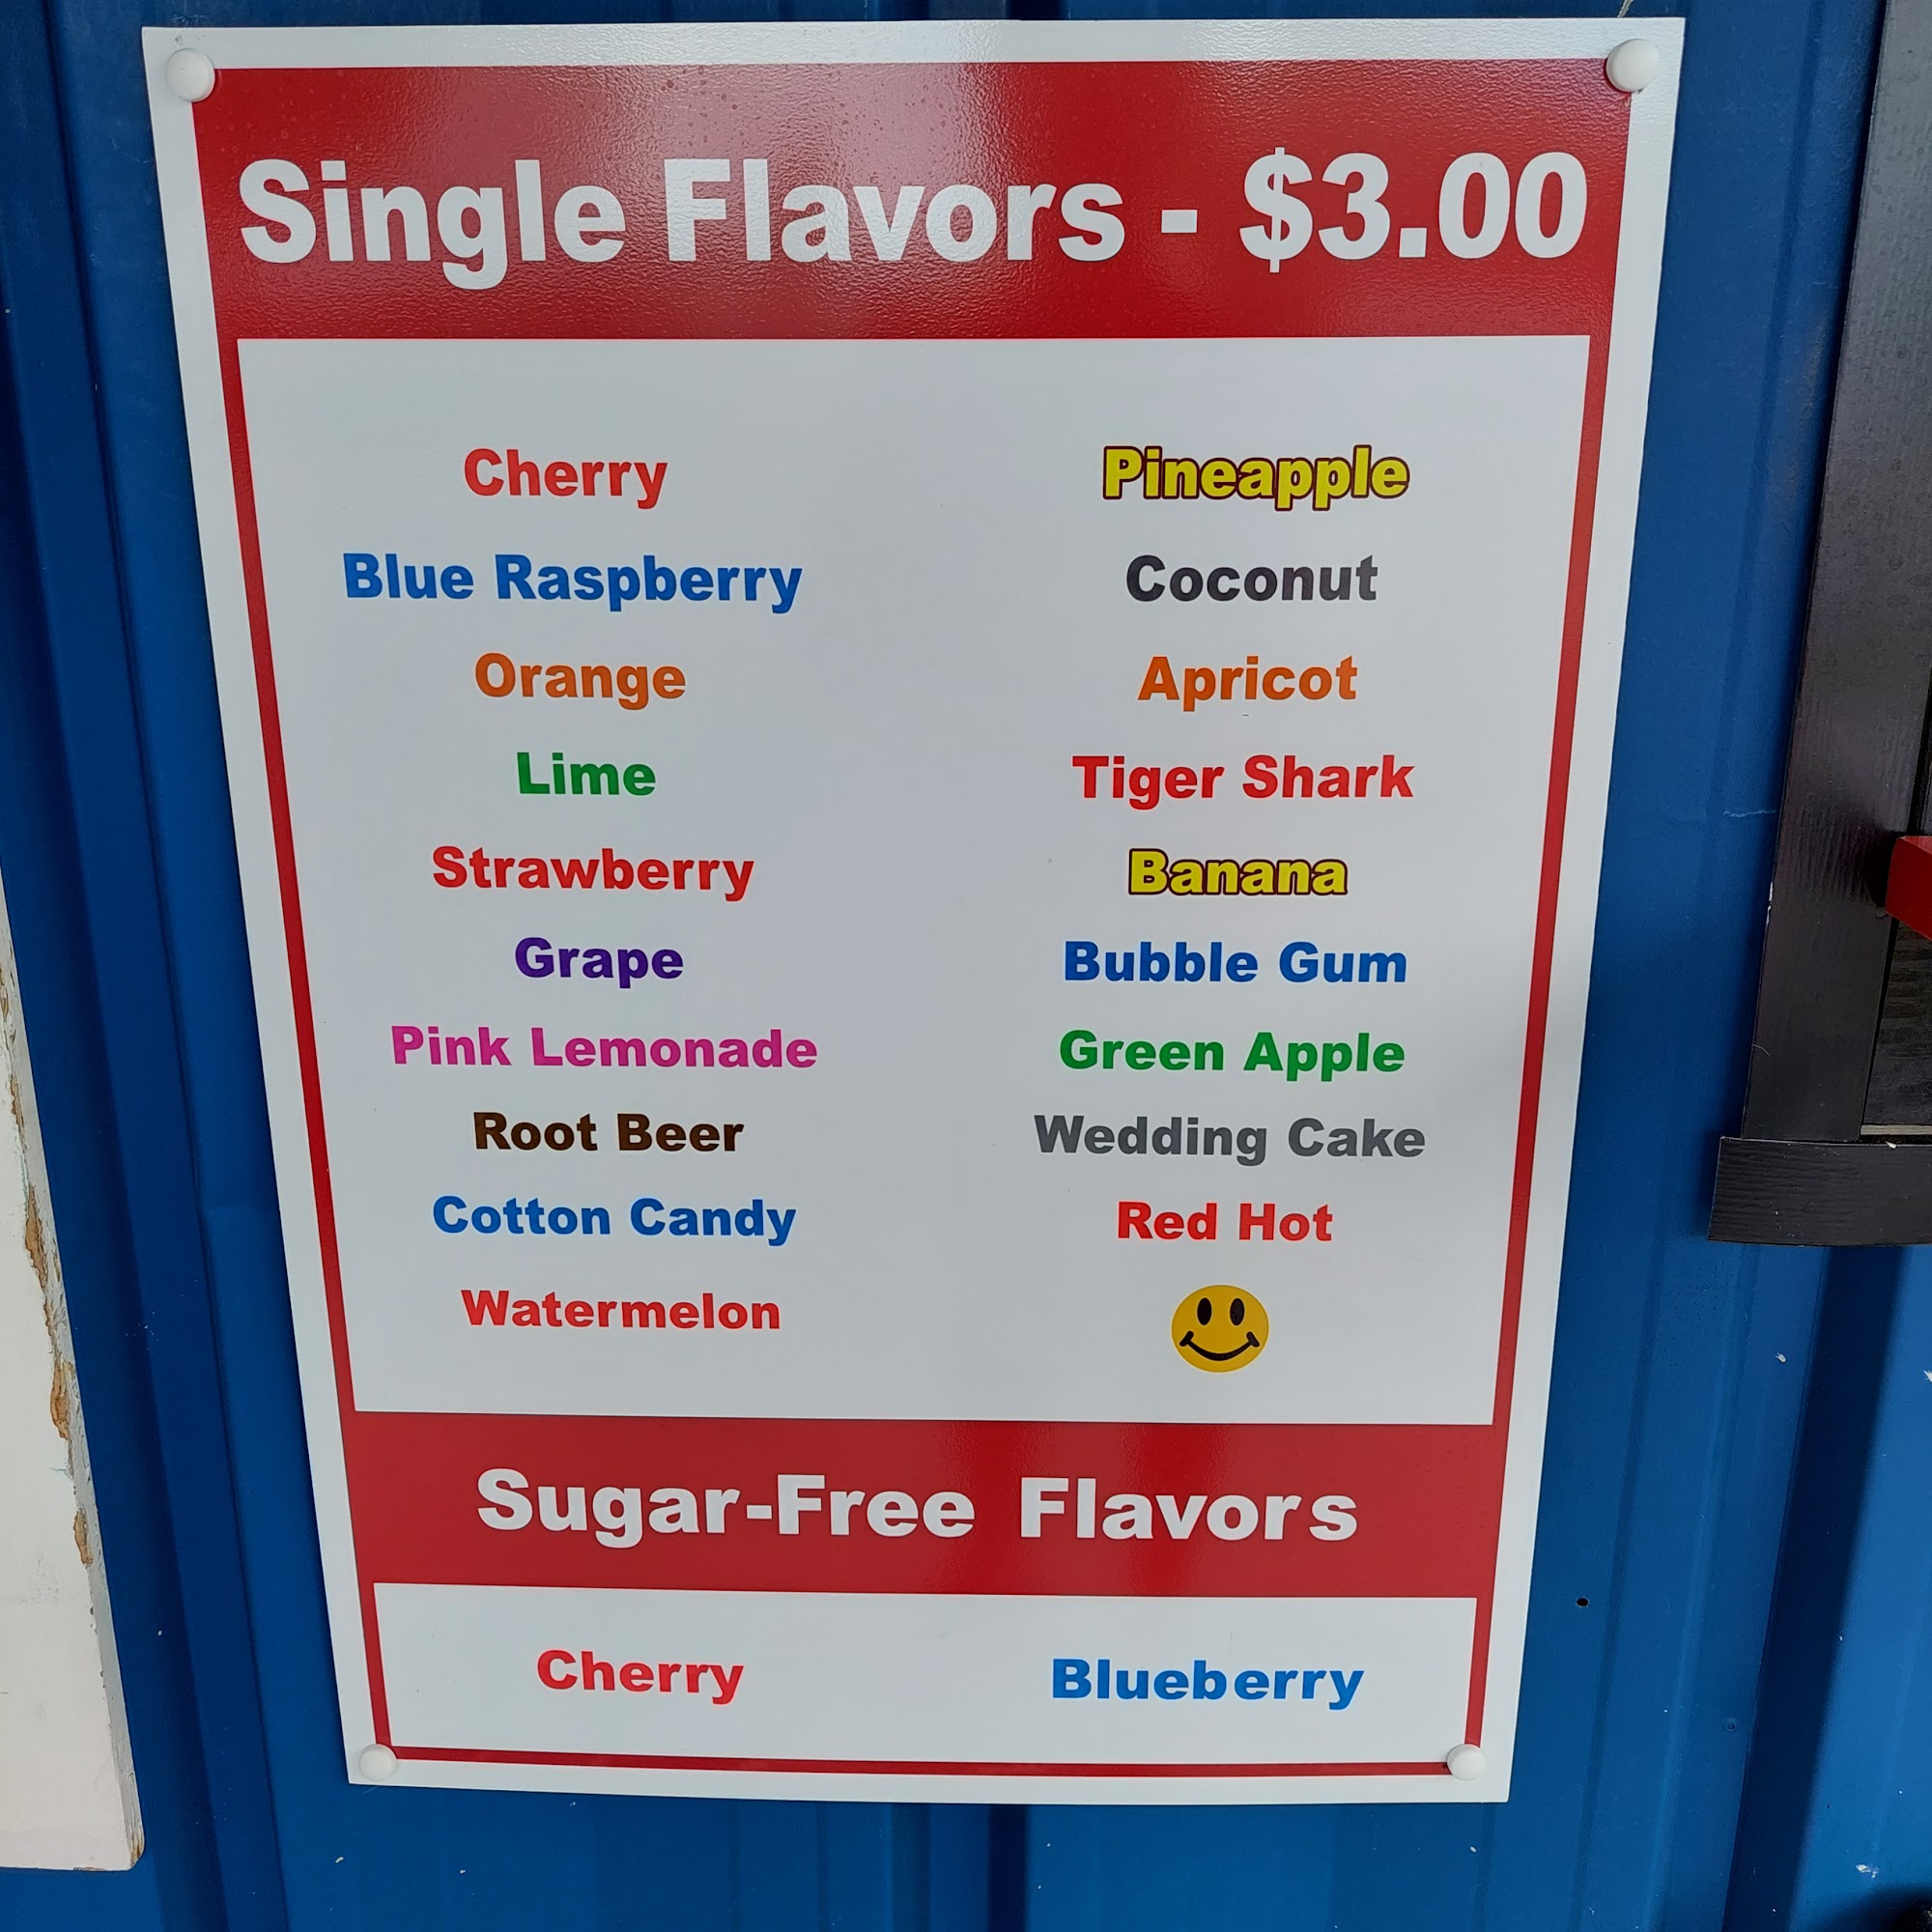 Single Flavors - $3.00
Cherry
Blue Raspberry
Orange
Lime
Strawberry
Grape
Pink Lemonade
Root Beer
Cotton Candy
Watermelon
Pineapple
Coconut
Apricot
Tiger Shark
Banana
Bubble Gum
Green Apple
Wedding Cake
Red Hot
Sugar-Free Flavors
Cherry
Blueberry